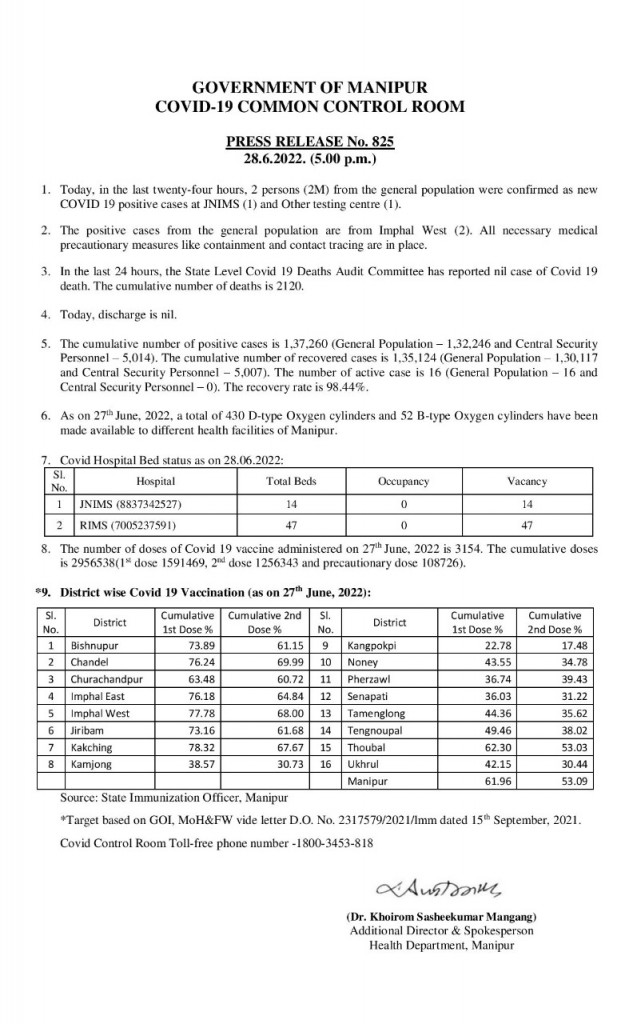 GOVERNMENT OF MANIPUR
COVID-19 COMMON CONTROL ROOM
PRESS RELEASE No. 825
28.6.2022. (5.00 p.m.)
1. Today, in the last twenty-four hours, 2 persons (2M) from the general population were confirmed as new
COVID 19 positive cases at JNIMS (1) and Other testing centre (1).
2. The positive cases from the general population are from Imphal West (2). All necessary medical
precautionary measures like containment and contact tracing are in place.
3. In the last 24 hours, the State Level Covid 19 Deaths Audit Committee has reported nil case of Covid 19
death. The cumulative number of deaths is 2120.
4. Today, discharge is nil.
5. The cumulative number of positive cases is 1,37,260 (General Population – 1,32,246 and Central Security
Personnel – 5,014). The cumulative number of recovered cases is 1,35,124 (General Population – 1,30,117
and Central Security Personnel – 5,007). The number of active case is 16 (General Population – 16 and
Central Security Personnel – 0). The recovery rate is 98.44%.
6. As on 27th June, 2022, a total of 430 D-type Oxygen cylinders and 52 B-type Oxygen cylinders have been
made available to different health facilities of Manipur.
7. Covid Hospital Bed status as on 28.06.2022:
Sl. No. Hospital Total Beds Occupancy Vacancy
1 JNIMS (8837342527) 14 0 14
2 RIMS (7005237591) 47 0 47
8. The number of doses of Covid 19 vaccine administered on 27th June, 2022 is 3154. The cumulative doses
is 2956538(1st dose 1591469, 2nd dose 1256343 and precautionary dose 108726).
*9. District wise Covid 19 Vaccination (as on 27th June, 2022):
Sl. No. District Cumulative 1st Dose % Cumulative 2nd Dose % Sl. No. District Cumulative 1st Dose % Cumulative 2nd Dose %
1 Bishnupur 73.89 61.15 9 Kangpokpi 22.78 17.48
2 Chandel 76.24 69.99 10 Noney 43.55 34.78
3 Churachandpur 63.48 60.72 11 Pherzawl 36.74 39.43
4 Imphal East 76.18 64.84 12 Senapati 36.03 31.22
5 Imphal West 77.78 68.00 13 Tamenglong 44.36 35.62
6 Jiribam 73.16 61.68 14 Tengnoupal 49.46 38.02
7 Kakching 78.32 67.67 15 Thoubal 62.30 53.03
8 Kamjong 38.57 30.73 16 Ukhrul 42.15 30.44
Manipur 61.96 53.09
Source: State Immunization Officer, Manipur
*Target based on GOI, MoH&FW vide letter D.O. No. 2317579/2021/Imm dated 15th September, 2021.
Covid Control Room Toll-free phone number -1800-3453-818
(Dr. Khoirom Sasheekumar Mangang)
Additional Director & Spokesperson
Health Department, Manipur